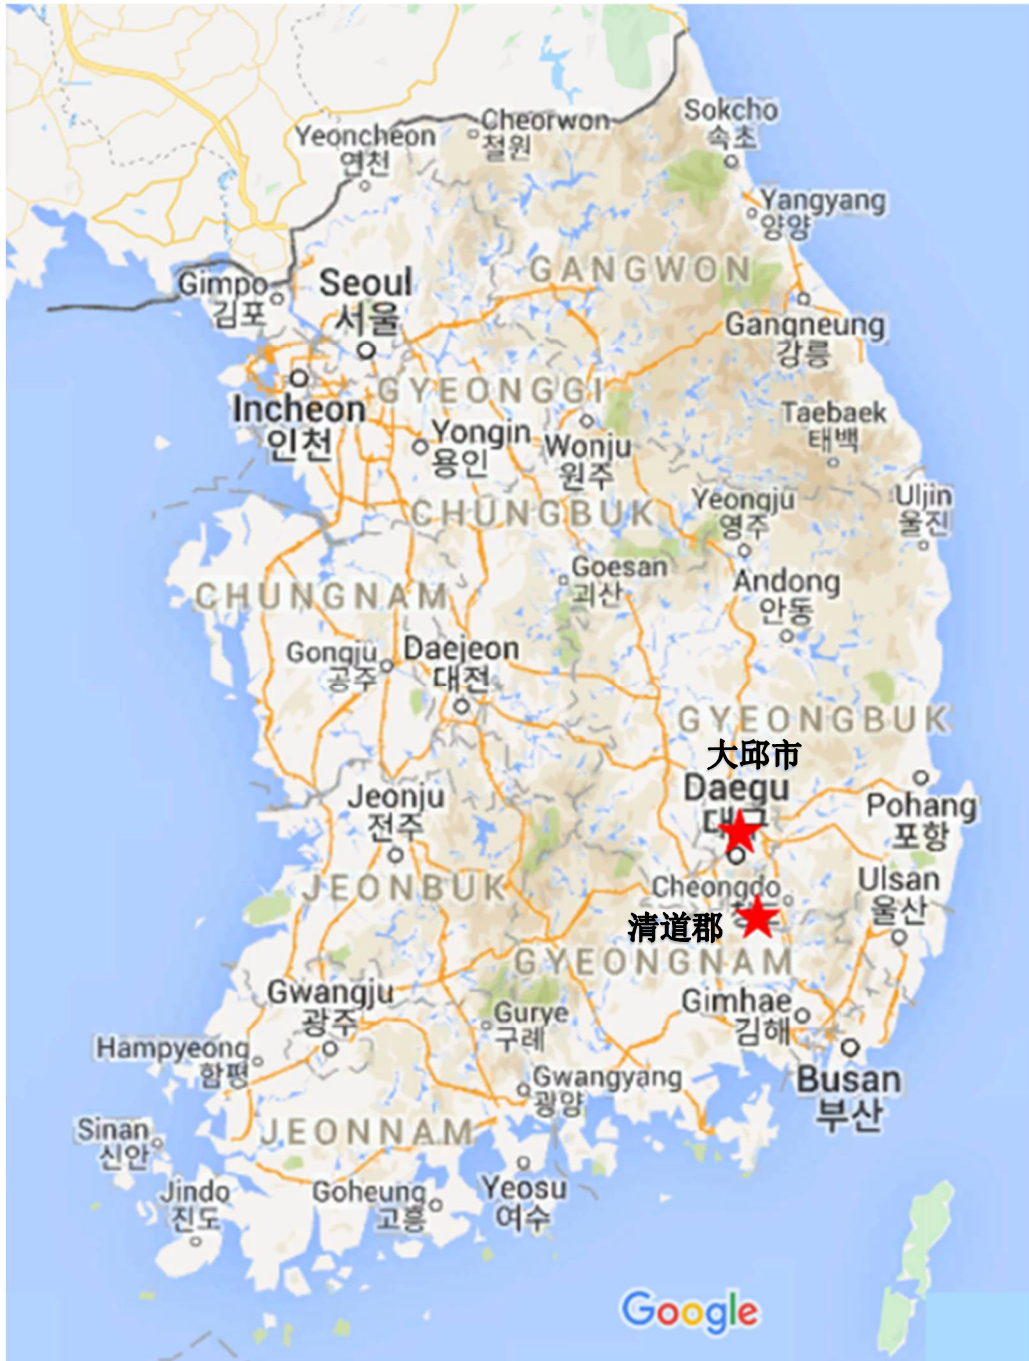 Sokcho
속초
Cheorwon
철원
Yeoncheon
연천
Yangyang
양양
GANGWON
Seoul
서울
Gimpo
김포
Gangneung
강릉
GYEONGGI
Incheon
인천
Taebaek
태백
Yongin
용인
Wonju
원주
Yeongju
영주
Uljin
울진
CHUNGBUK
Goesan
괴산
Andong
안동
CHUNGNAM
Gongju
공주
Daejeon
대전
GYEONGBUK
大邱市
Daegu
Jeonju
전주
Pohang
포항
JEONBUK
Cheongdo
清道郡
Ulsan
울산
GYEONGNAM
Gwangju
광주
Gimhae
김해
Gurye
구례
Hampyeong
함평
Gwangyang
광양
Busan
부산
JEONNAM
Sinan
신안
Jindo
진도
Goheung
고흥
Yeosu
여수
Google